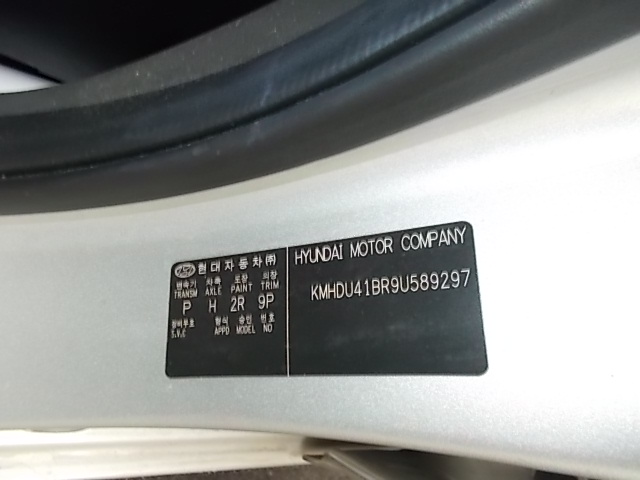 현대자동차㈜
변속기 차축 도장 의장
TRANSM AXLE PAINT TRIM
P H 2R 9P
장비부호 형식 승인 번호
S.V.C APPD MODEL NO
HYUNDAI MOTOR COMPANY
KMHDU41BR9U589297